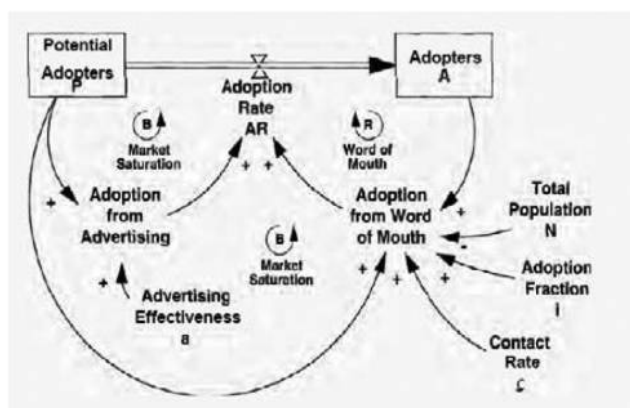 Potential
Adopters
P
Adopters
A
Adoption
Rate
AR
B
Market
Saturation
R
Word of
Mouth
+
+
Adoption
from
Advertising
+
Adoption
from Word
of Mouth
+
-
Total
Population
N
B
Market
Saturation
+
Advertising
Effectiveness
a
+
+
+
Adoption
Fraction
i
Contact
Rate
c